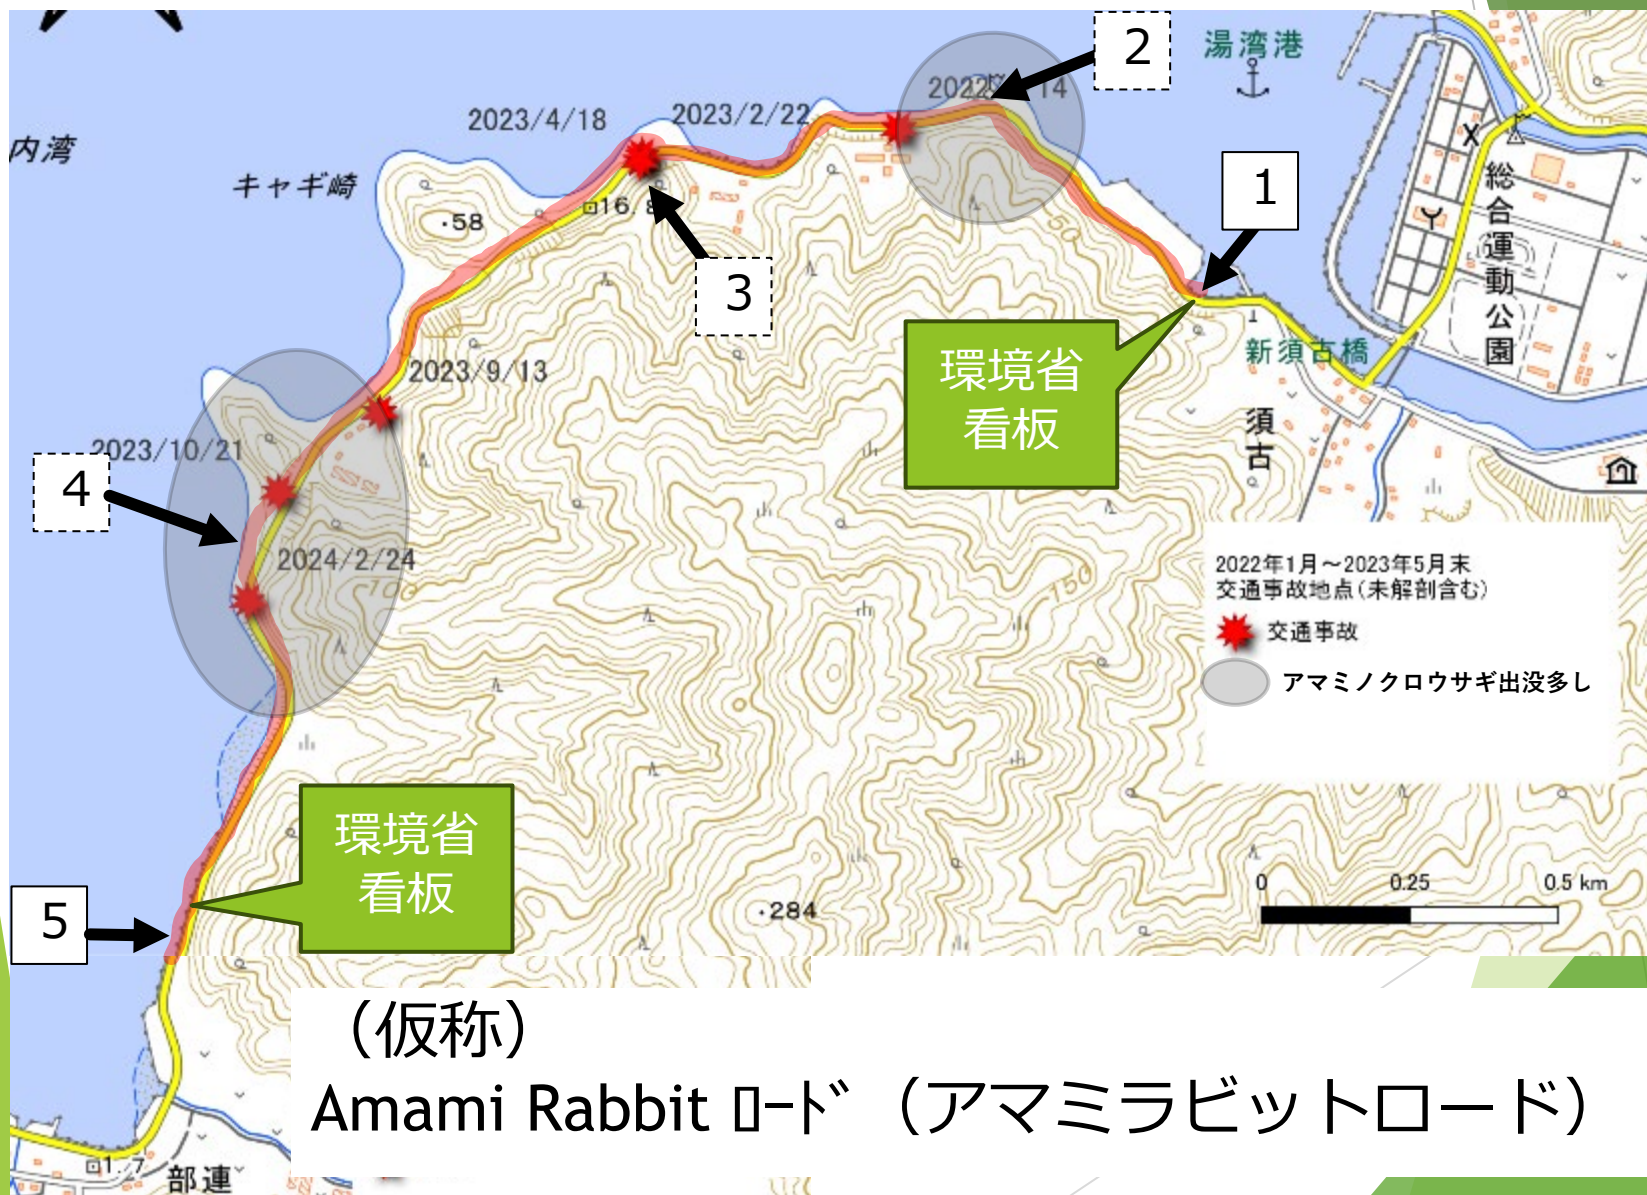 2
湯湾港
2022
14
2023/4/18
2023/2/22
内湾
キャギ崎
1
総合運動公園
・58
16.8
50
3
環境省
看板
新須古橋
2023/9/13
須古
2023/10/21
4
2024/2/24
100
150
2022年1月～2023年5月末
交通事故地点(未解剖含む)
交通事故
アマミノクロウサギ出没多し
環境省
看板
0 0.25 0.5 km
・284
5
（仮称）
Amami Rabbit ﾛｰﾄﾞ（アマミラビットロード）
1.7
部連